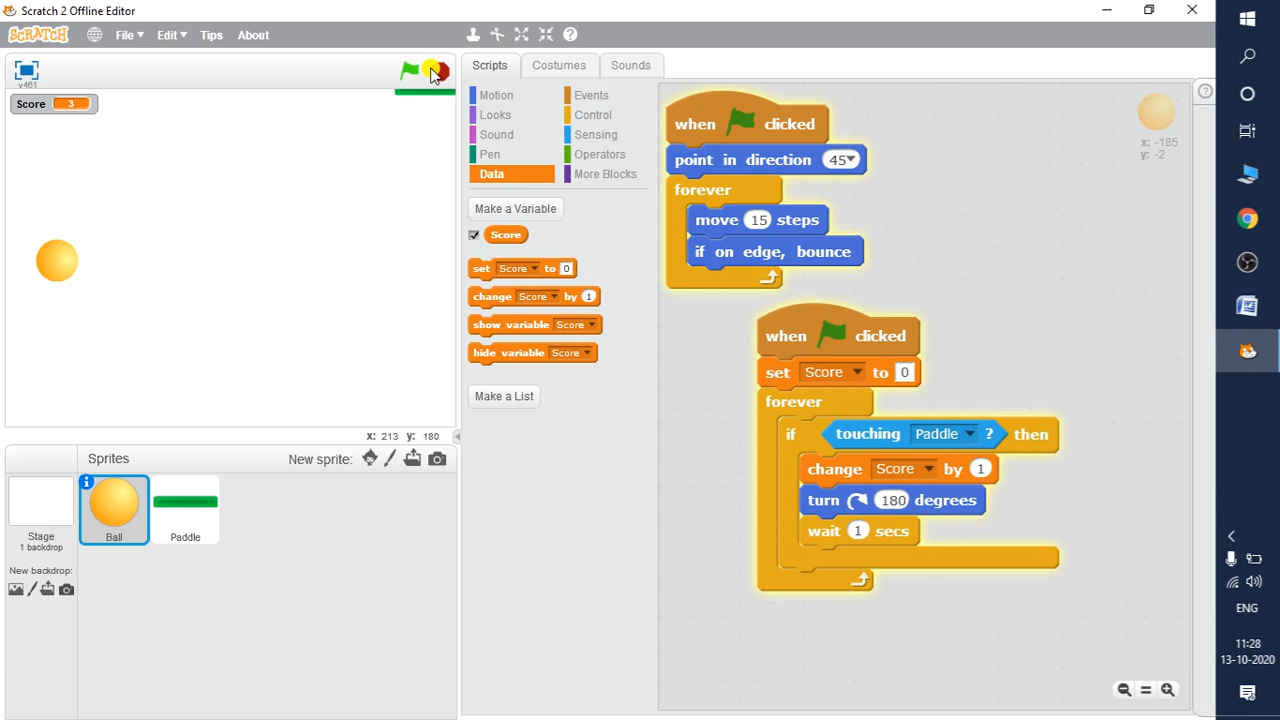 Scratch 2 Offline Editor
SCRATCH File Edit Tips About
v461
Score 3
Scripts Costumes Sounds
Motion Events
Looks Control
Sound Sensing
Pen Operators
Data More Blocks
Make a Variable
Score
set Score to 0
change Score by 1
show variable Score
hide variable Score
Make a List
when clicked
point in direction 45
forever
move 15 steps
if on edge, bounce
when clicked
set Score to 0
forever
if touching Paddle ? then
change Score by 1
turn 180 degrees
wait 1 secs
x: -185
y: -2
x: 213 y: 180
Sprites New sprite:
Stage
1 backdrop
New backdrop:
Ball
Paddle
ENG
11:28
13-10-2020